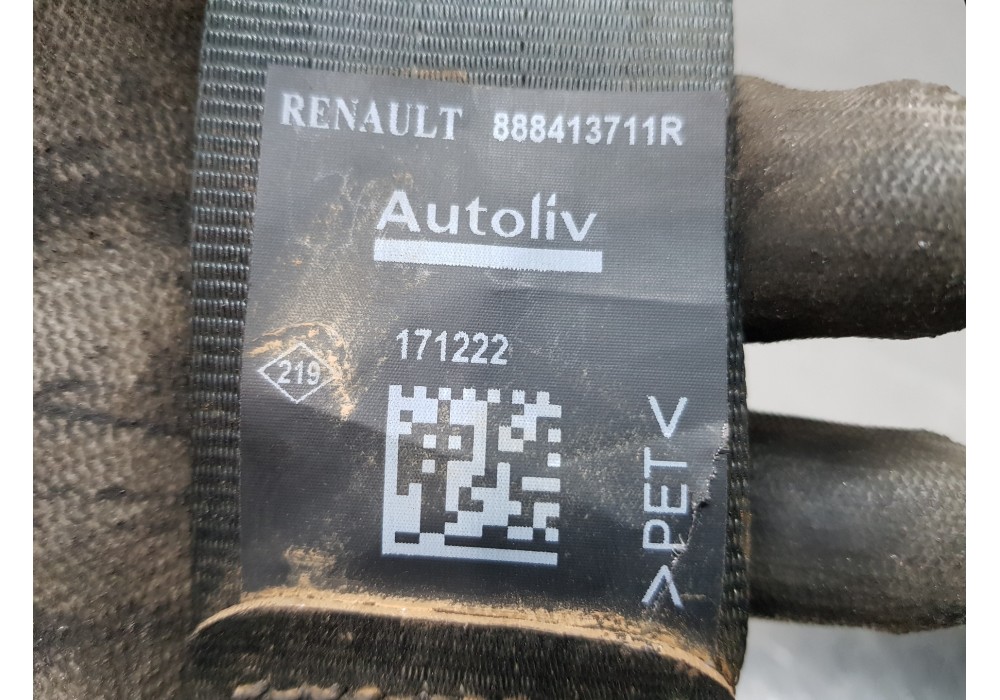 RENAULT 888413711R
Autoliv
171222
219
>PET<